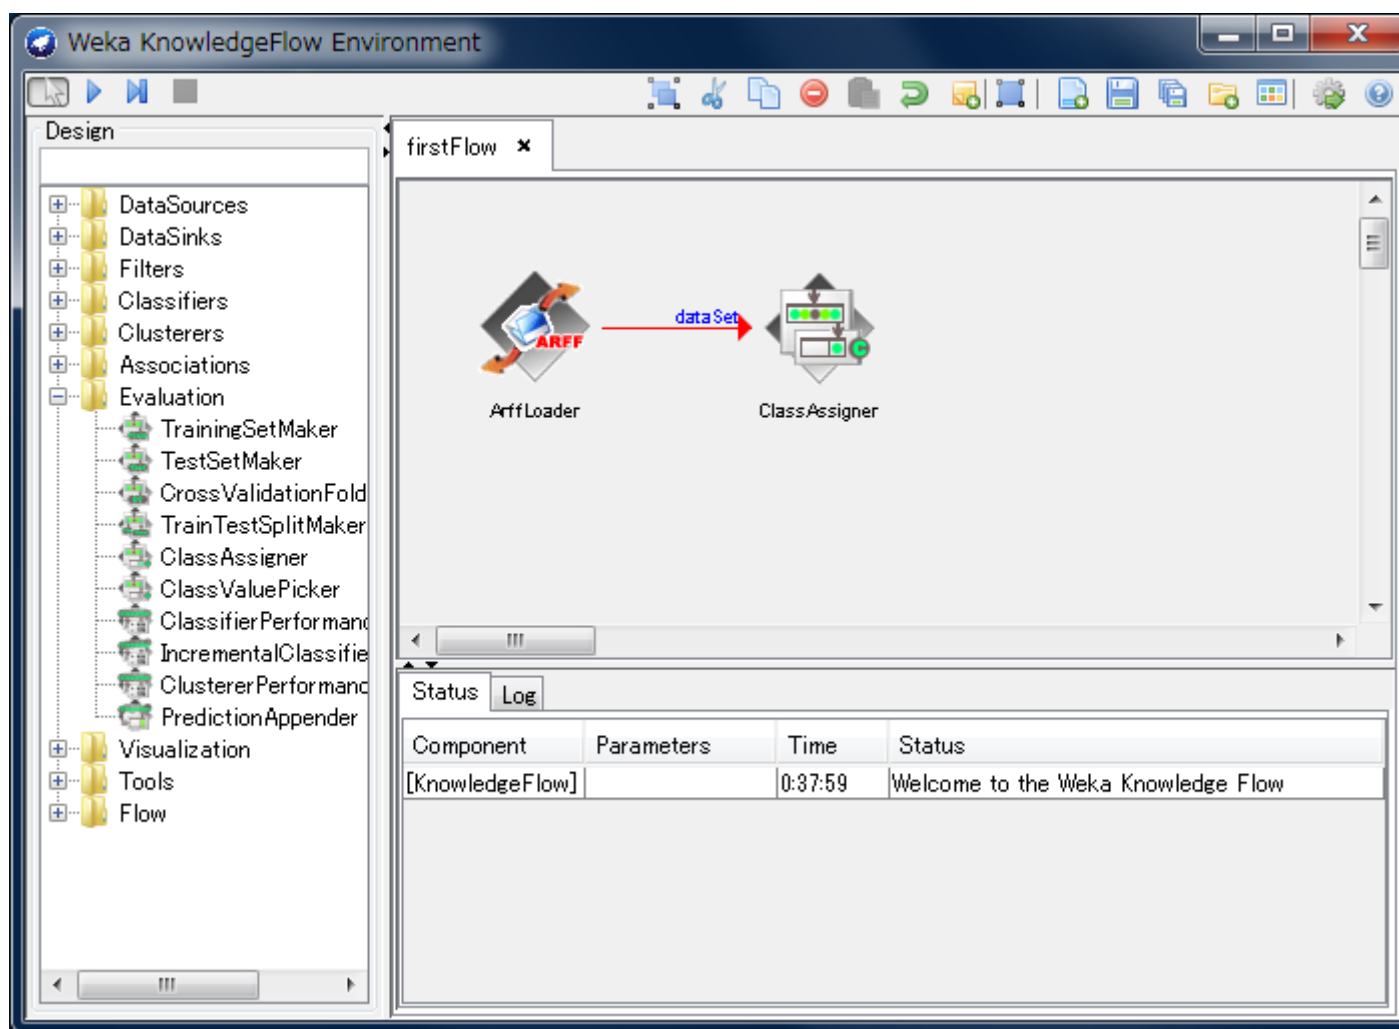 Weka KnowledgeFlow Environment
Design
firstFlow
DataSources
DataSinks
Filters
Classifiers
Clusterers
Associations
Evaluation
TrainingSetMaker
TestSetMaker
CrossValidationFold
TrainTestSplitMaker
ClassAssigner
ClassValuePicker
ClassifierPerformanc
IncrementalClassifie
ClustererPerformanc
PredictionAppender
Visualization
Tools
Flow
dataSet
ARFF
C
ArffLoader ClassAssigner
Status Log
Component Parameters Time Status
[KnowledgeFlow] 0:37:59 Welcome to the Weka Knowledge Flow